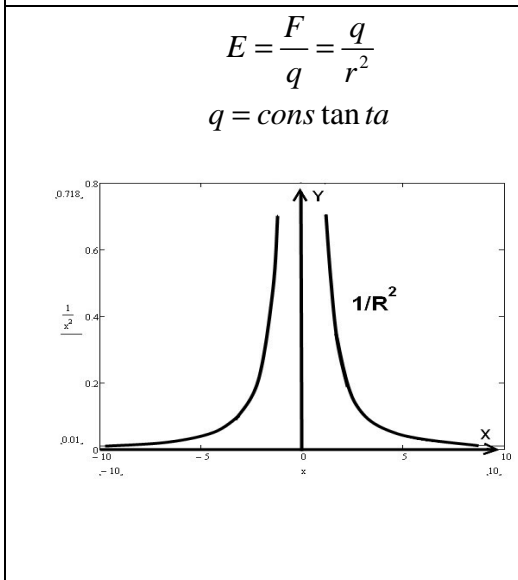 E = F/q = q/r²
q = cons tan ta
0.718
0.8
Y
0.6
1/R²
1/x²
0.4
0.2
0.01
0
X
−10
−5
0
5
10
−10
x
10